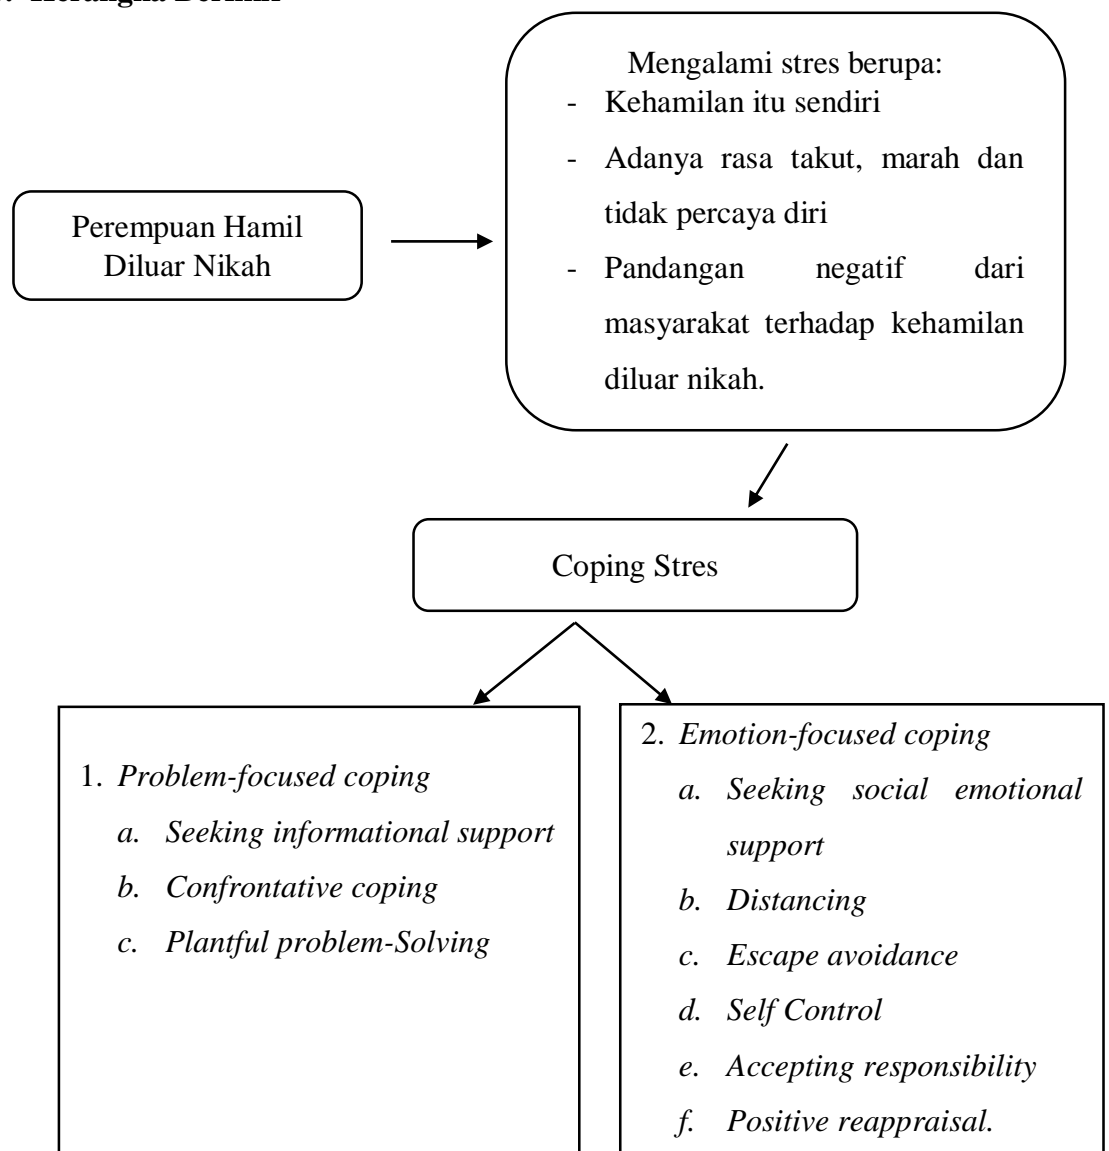 Mengalami stres berupa:
- Kehamilan itu sendiri
- Adanya rasa takut, marah dan
tidak percaya diri
- Pandangan negatif dari
masyarakat terhadap kehamilan
diluar nikah.
Perempuan Hamil
Diluar Nikah
Coping Stres
1. Problem-focused coping
a. Seeking informational support
b. Confrontative coping
c. Plantful problem-Solving
2. Emotion-focused coping
a. Seeking social emotional
support
b. Distancing
c. Escape avoidance
d. Self Control
e. Accepting responsibility
f. Positive reappraisal.